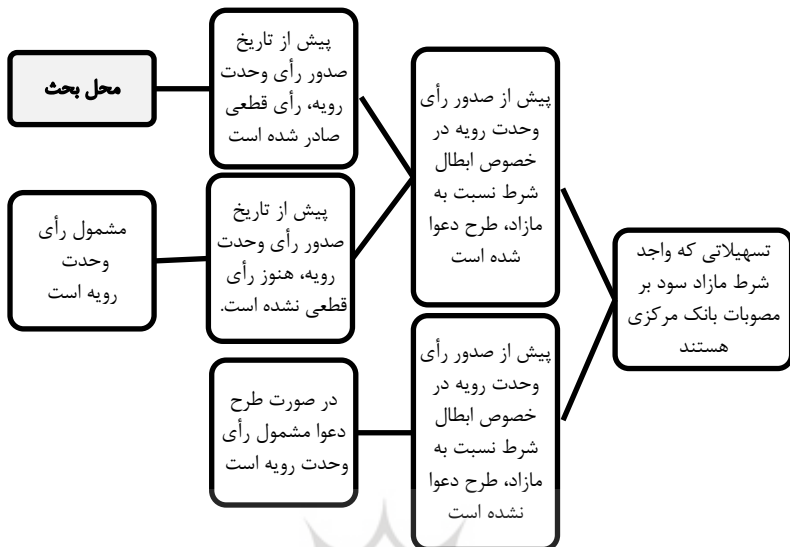 تسهیلاتی که واجد
شرط مازاد سود بر
مصوبات بانک مرکزی
هستند
پیش از صدور رأی
وحدت رویه در
خصوص ابطال
شرط نسبت به
مازاد، طرح دعوا
شده است
پیش از تاریخ
صدور رأی وحدت
رویه، رأی قطعی
صادر شده است
محل بحث
پیش از تاریخ
صدور رأی وحدت
رویه، هنوز رأی
قطعی نشده است.
مشمول رأی
وحدت
رویه است
پیش از صدور رأی
وحدت رویه در
خصوص ابطال
شرط نسبت به
مازاد، طرح دعوا
نشده است
در صورت طرح
دعوا مشمول رأی
وحدت رویه است